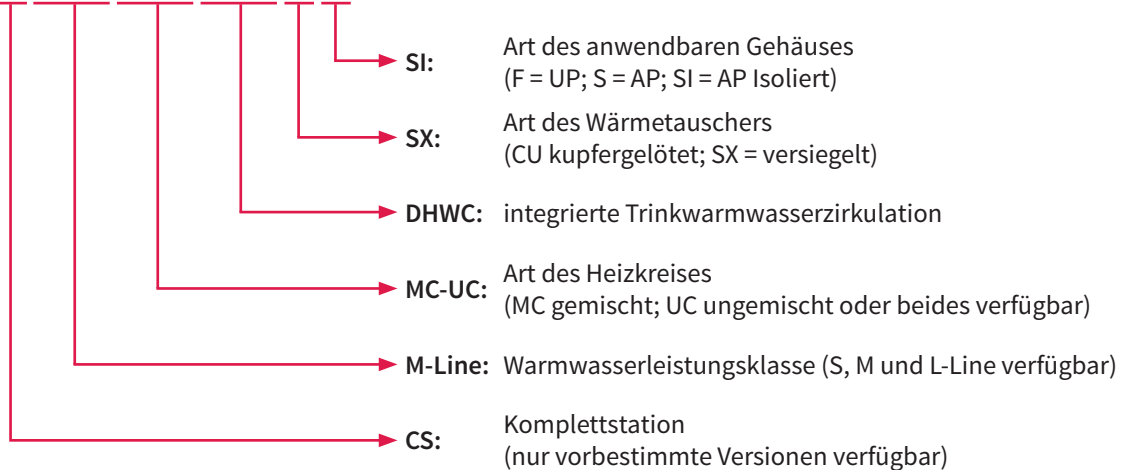 SI: Art des anwendbaren Gehäuses
(F = UP; S = AP; SI = AP Isoliert)
SX: Art des Wärmetauschers
(CU kupfergelötet; SX = versiegelt)
DHWC: integrierte Trinkwarmwasserzirkulation
MC-UC: Art des Heizkreises
(MC gemischt; UC ungemischt oder beides verfügbar)
M-Line: Warmwasserleistungsklasse (S, M und L-Line verfügbar)
CS: Komplettstation
(nur vorbestimmte Versionen verfügbar)